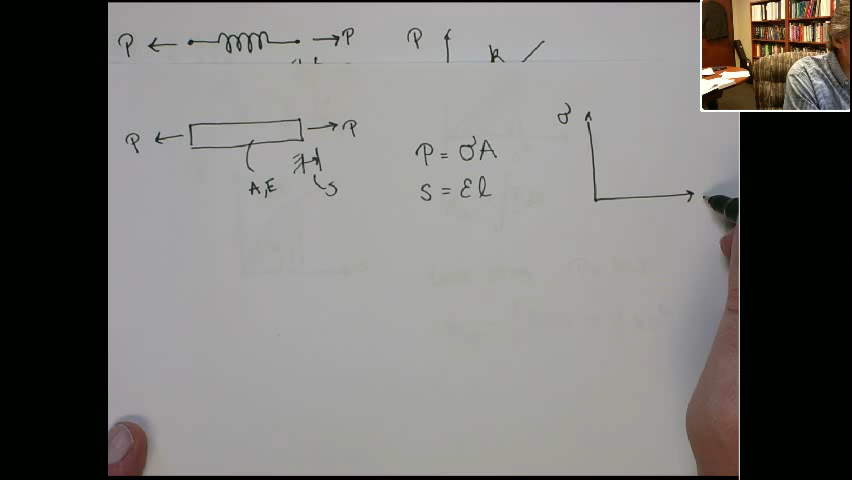 P P P k
P P σ
A,E S P = σA
S = εl